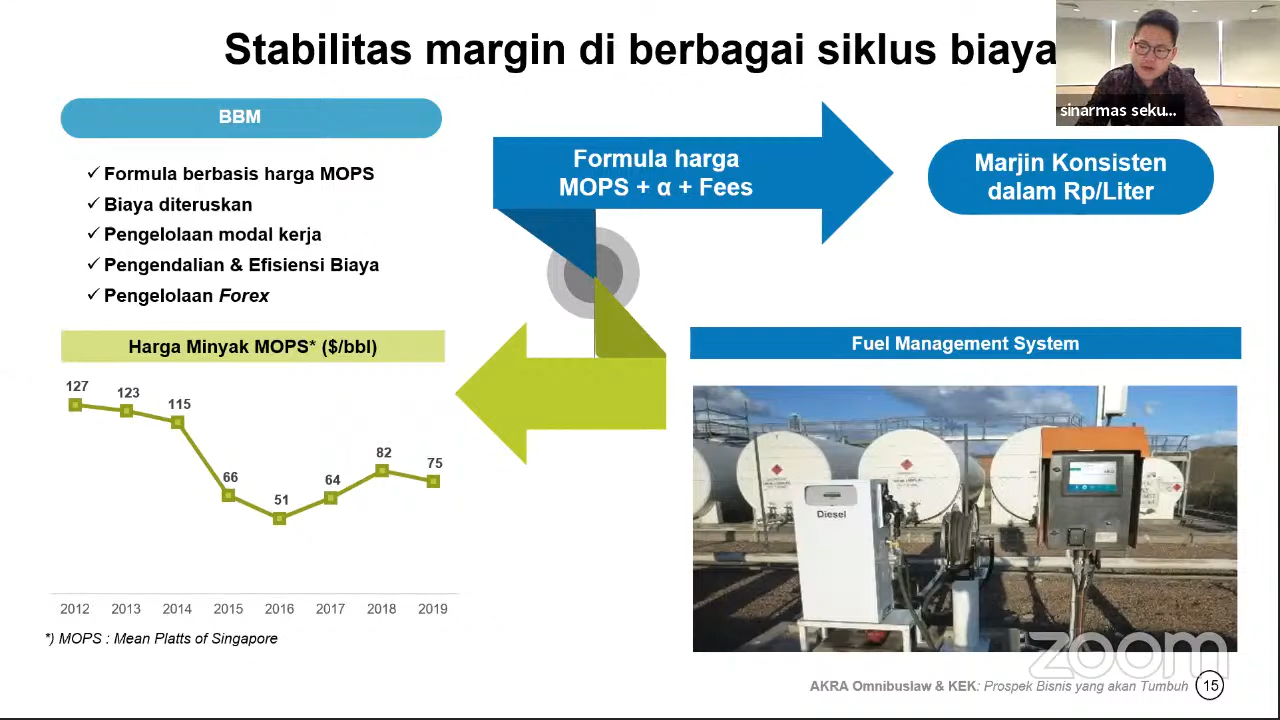 Stabilitas margin di berbagai siklus biaya
sinarmas seku...
BBM
✓ Formula berbasis harga MOPS
✓ Biaya diteruskan
✓ Pengelolaan modal kerja
✓ Pengendalian & Efisiensi Biaya
✓ Pengelolaan Forex
Formula harga
MOPS + α + Fees
Marjin Konsisten
dalam Rp/Liter
Harga Minyak MOPS* ($/bbl)
127
123
115
66
51
64
82
75
2012 2013 2014 2015 2016 2017 2018 2019
*) MOPS : Mean Platts of Singapore
Fuel Management System
Diesel
zoom
AKRA Omnibuslaw & KEK: Prospek Bisnis yang akan Tumbuh 15